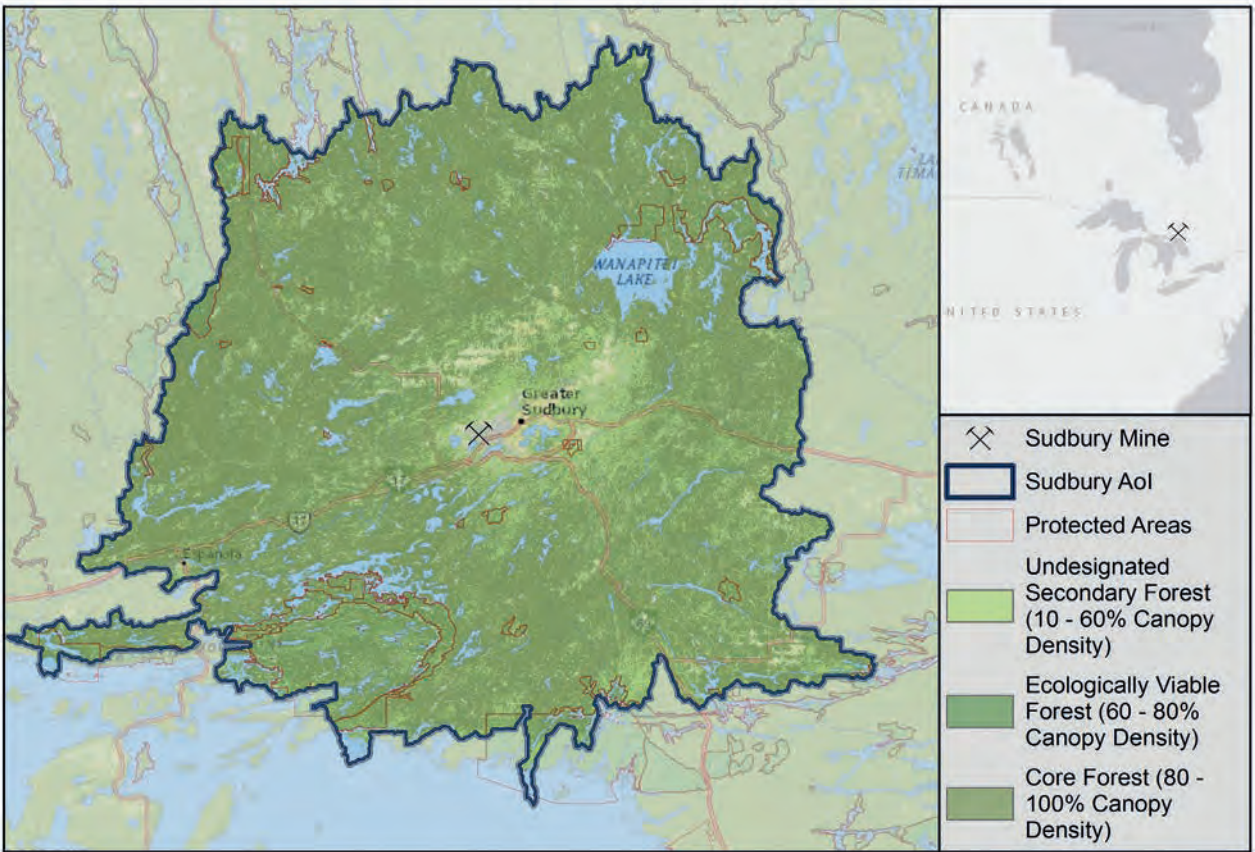 WANAPITEI
LAKE
Greater
Sudbury
17
Espanola
CANADA
UNITED STATES
Sudbury Mine
Sudbury AoI
Protected Areas
Undesignated
Secondary Forest
(10 - 60% Canopy
Density)
Ecologically Viable
Forest (60 - 80%
Canopy Density)
Core Forest (80 -
100% Canopy
Density)